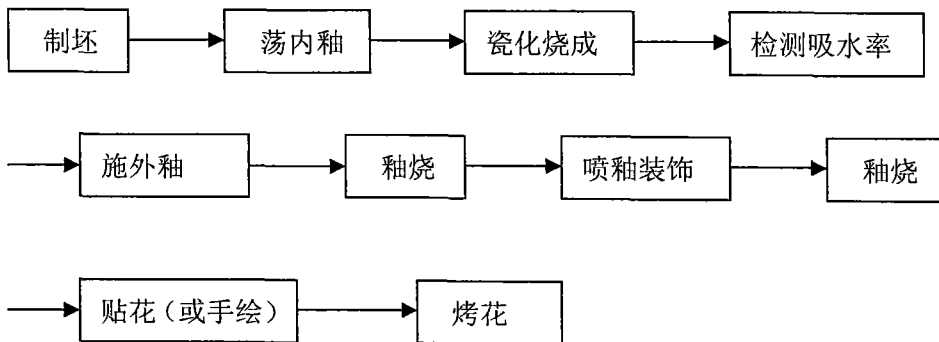 制坯 荡内釉 瓷化烧成 检测吸水率
施外釉 釉烧 喷釉装饰 釉烧
贴花（或手绘） 烤花